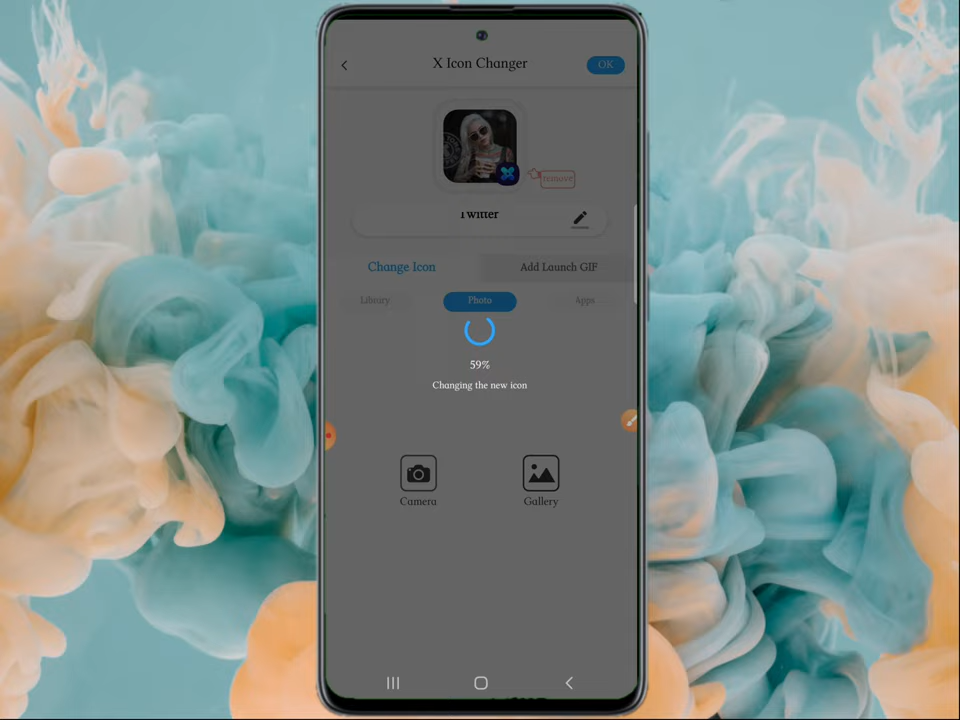 X Icon Changer
OK
remove
Twitter
Change Icon
Add Launch GIF
Library
Photo
Apps
59%
Changing the new icon
Camera
Gallery